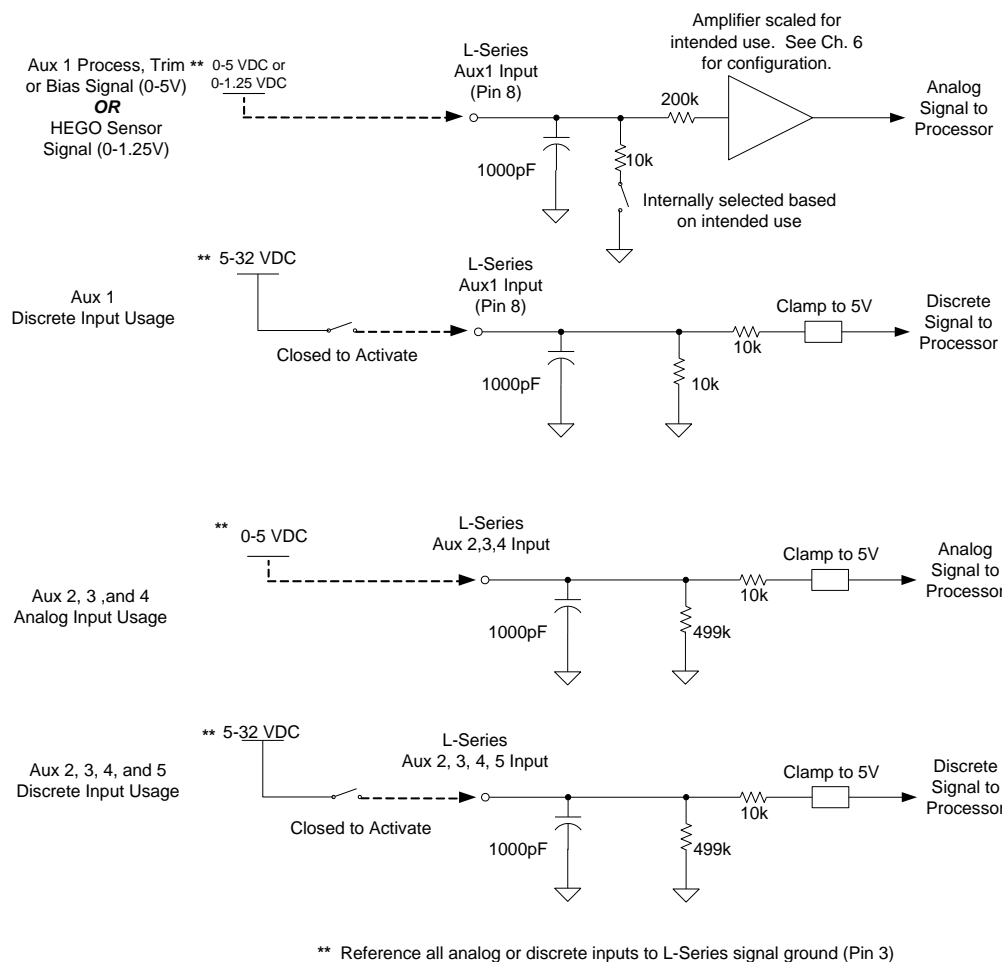 Amplifier scaled for
intended use.  See Ch. 6
for configuration.
L-Series
Aux1 Input
(Pin 8)
Aux 1 Process, Trim
or Bias Signal (0-5V)
OR
HEGO Sensor
Signal (0-1.25V)
** 0-5 VDC or
0-1.25 VDC
200k
Analog
Signal to
Processor
1000pF
10k
Internally selected based
on intended use
** 5-32 VDC
L-Series
Aux1 Input
(Pin 8)
Aux 1
Discrete Input Usage
Closed to Activate
Clamp to 5V
Discrete
Signal to
Processor
10k
1000pF
10k
** 0-5 VDC
L-Series
Aux 2,3,4 Input
Clamp to 5V
Analog
Signal to
Processor
Aux 2, 3 ,and 4
Analog Input Usage
10k
1000pF
499k
** 5-32 VDC
L-Series
Aux 2, 3, 4, 5 Input
Aux 2, 3, 4, and 5
Discrete Input Usage
Clamp to 5V
Discrete
Signal to
Processor
Closed to Activate
10k
1000pF
499k
** Reference all analog or discrete inputs to L-Series signal ground (Pin 3)